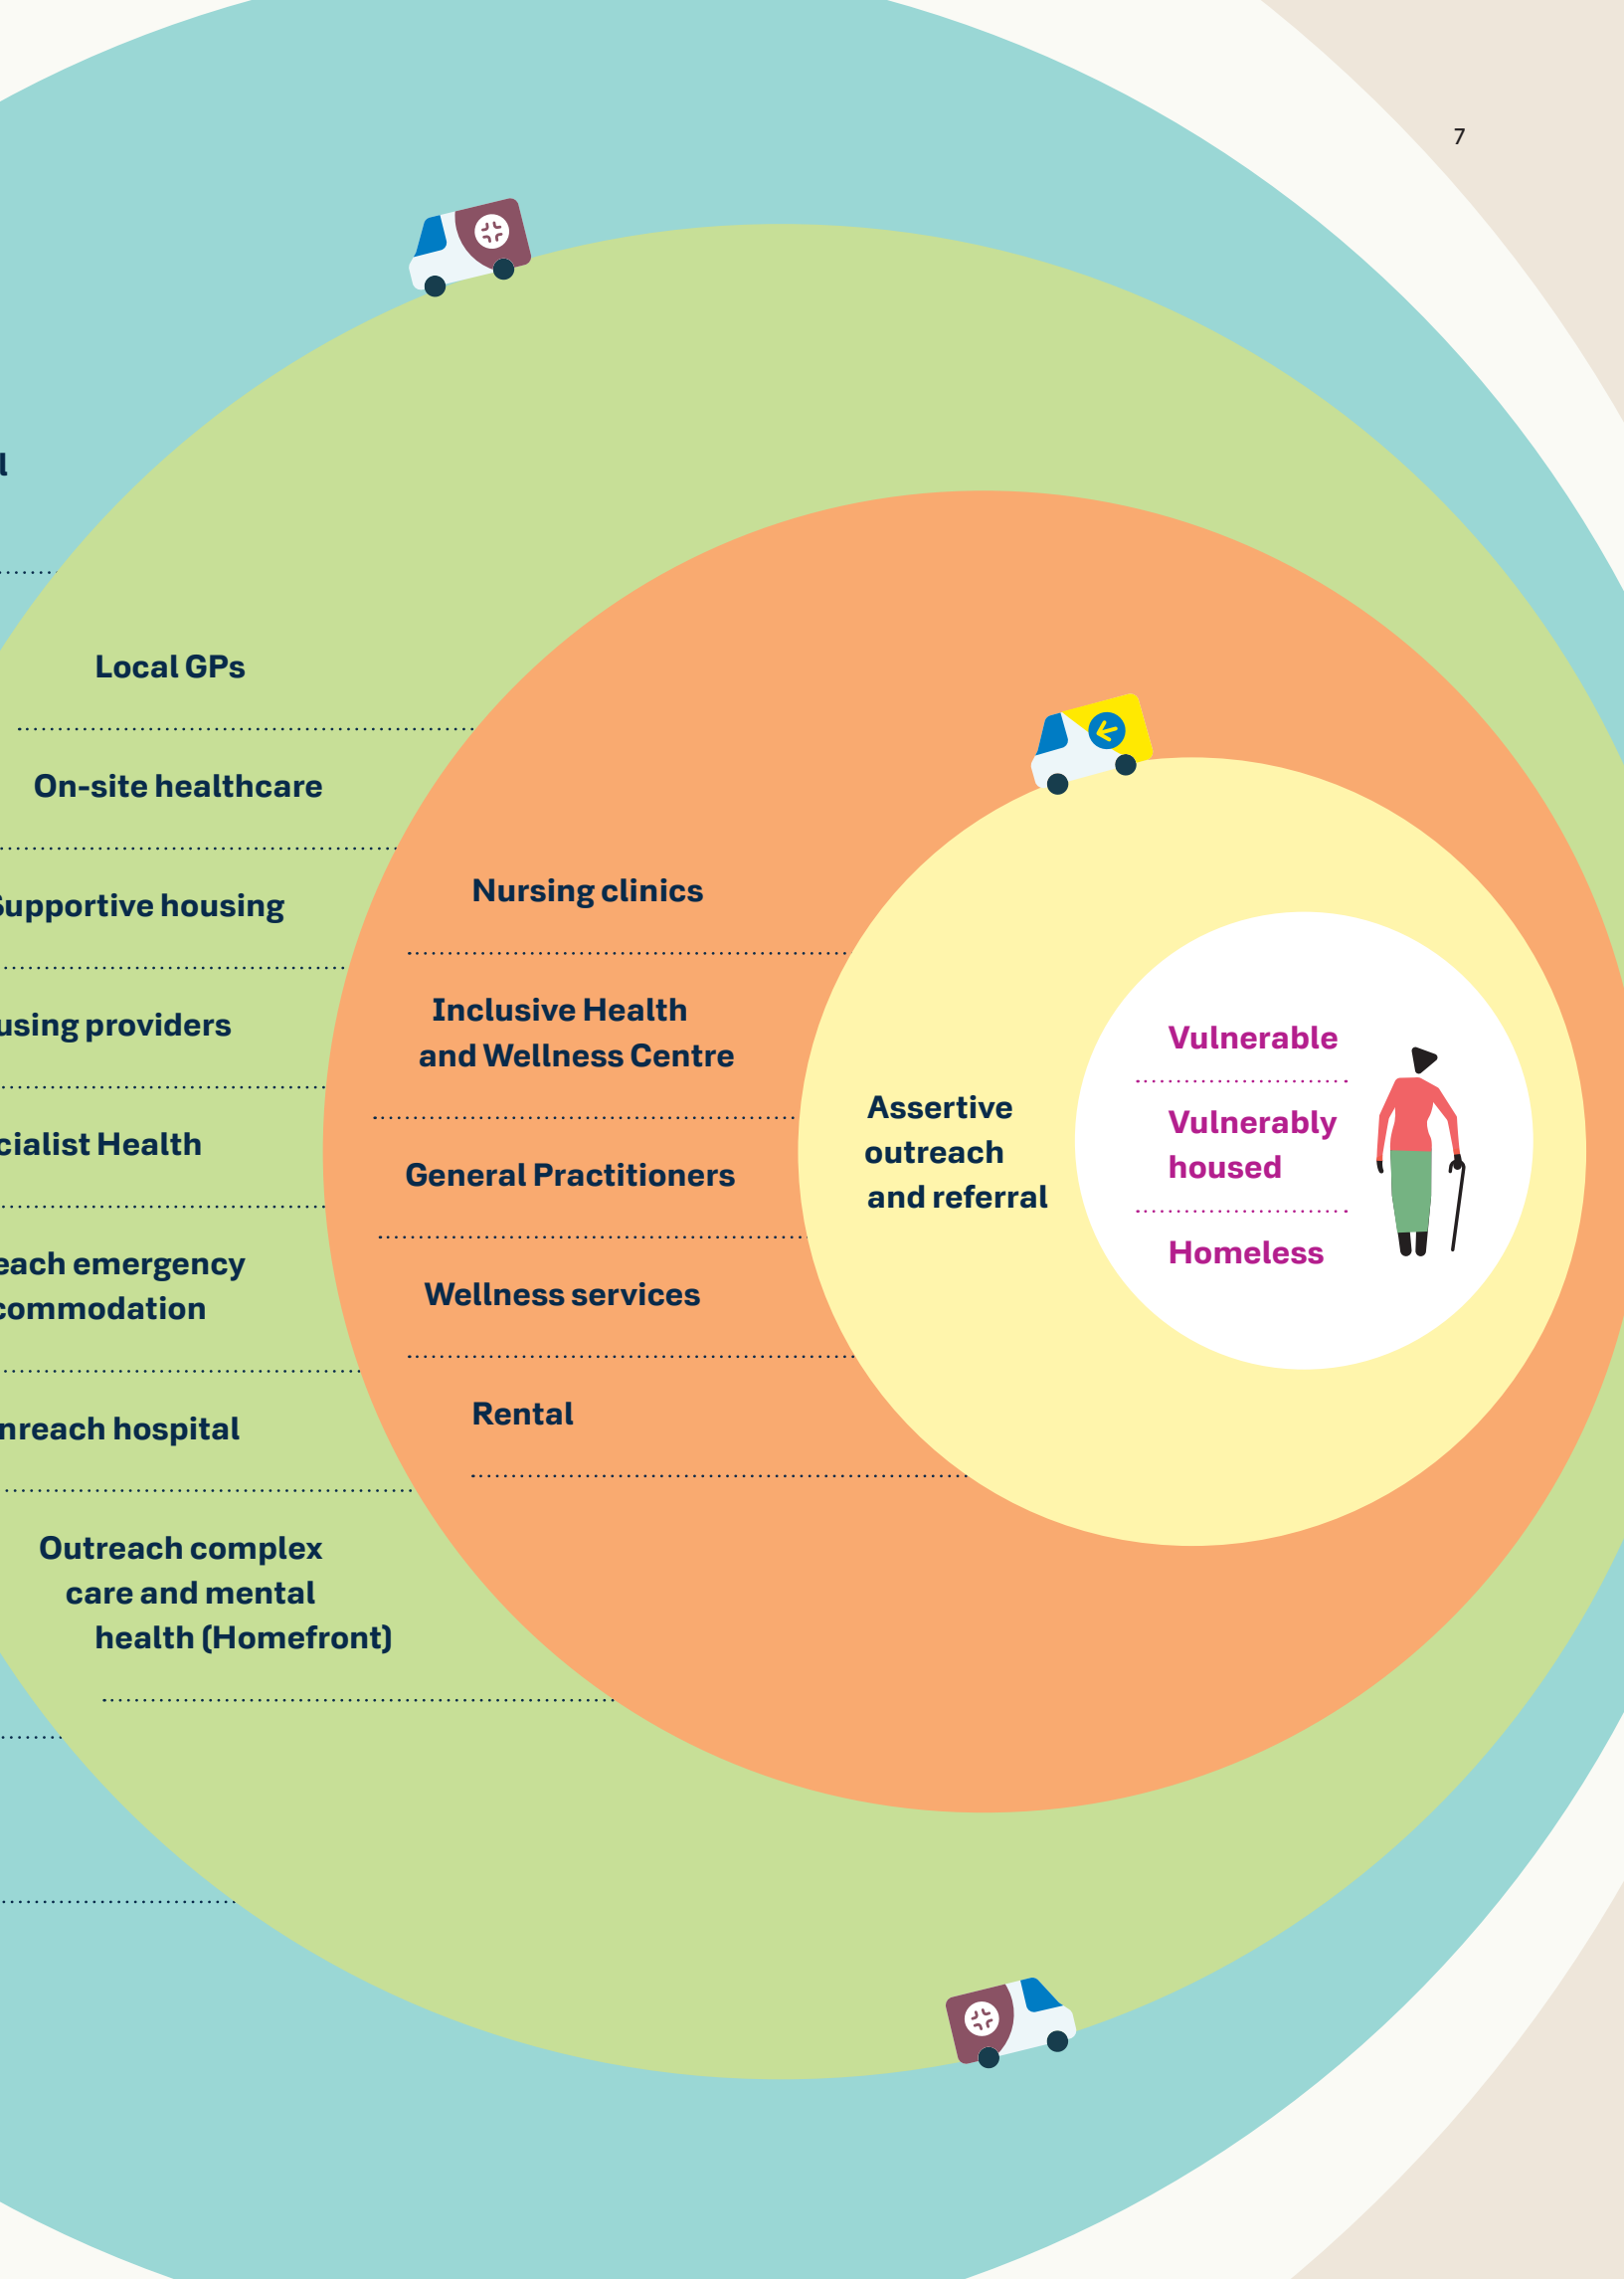 7
l
Local GPs
On-site healthcare
Supportive housing
using providers
cialist Health
each emergency
commodation
nreach hospital
Outreach complex
care and mental
health (Homefront)
Nursing clinics
Inclusive Health
and Wellness Centre
General Practitioners
Wellness services
Rental
Assertive
outreach
and referral
Vulnerable
Vulnerably
housed
Homeless